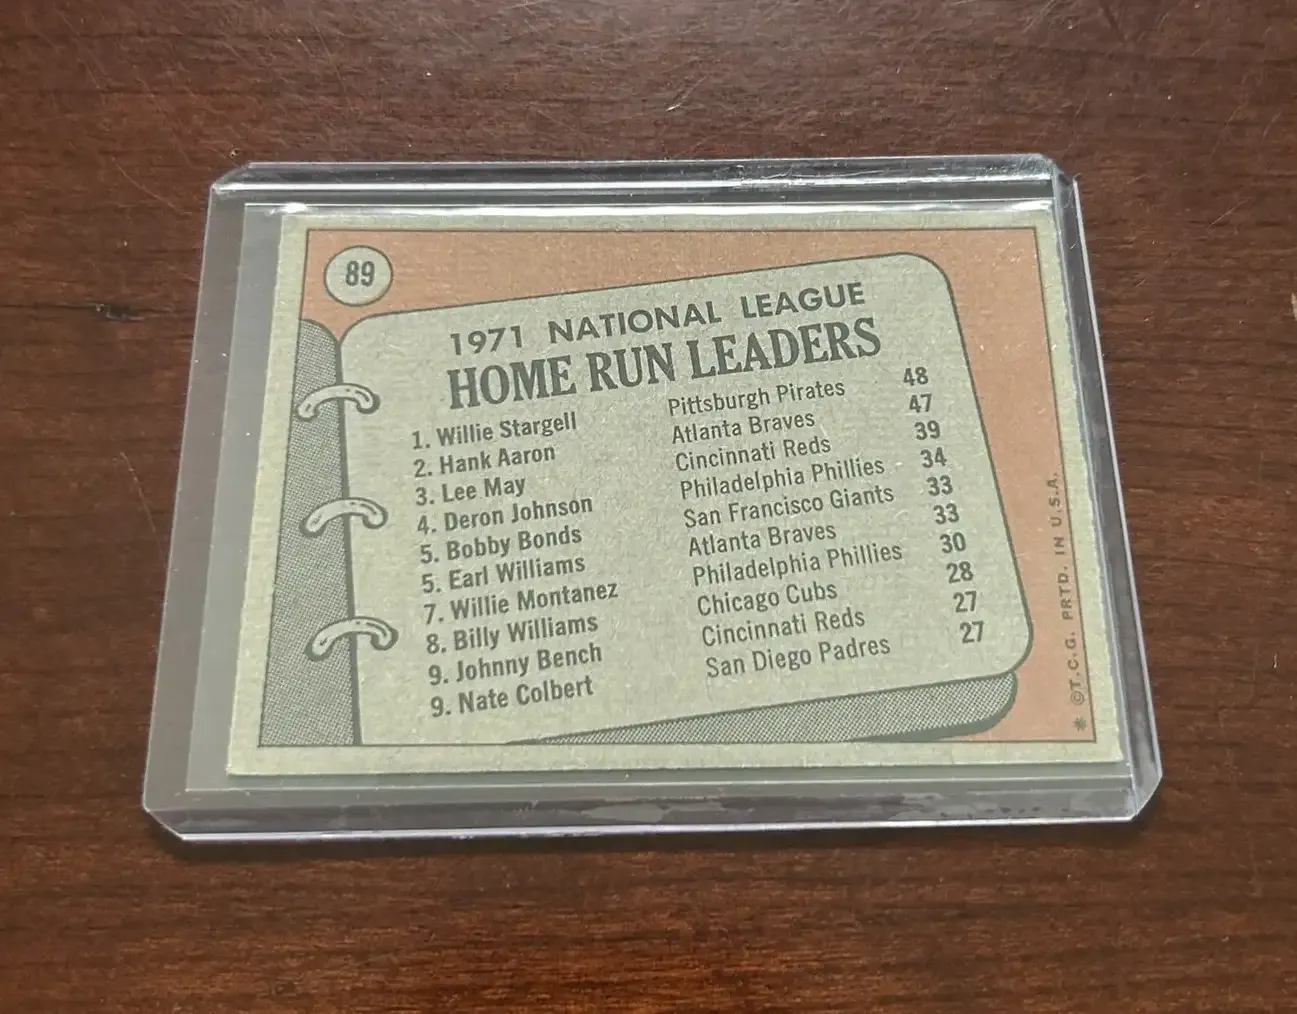 89
1971 NATIONAL LEAGUE
HOME RUN LEADERS
1. Willie Stargell Pittsburgh Pirates 48
2. Hank Aaron Atlanta Braves 47
3. Lee May Cincinnati Reds 39
4. Deron Johnson Philadelphia Phillies 34
5. Bobby Bonds San Francisco Giants 33
5. Earl Williams Atlanta Braves 33
7. Willie Montanez Philadelphia Phillies 30
8. Billy Williams Chicago Cubs 28
9. Johnny Bench Cincinnati Reds 27
9. Nate Colbert San Diego Padres 27
* ©T.C.G. PRTD. IN U.S.A.